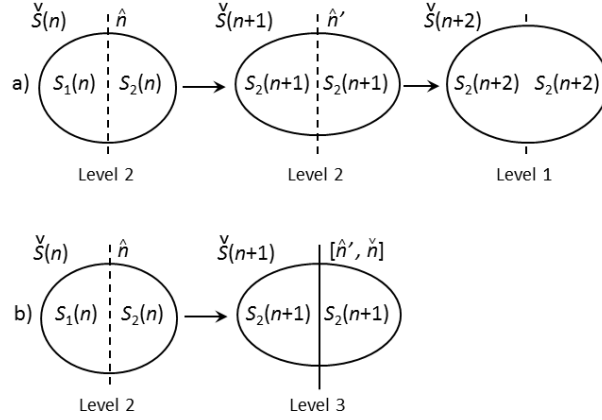 Š(n) n̂ Š(n+1) n̂′ Š(n+2)
a) S₁(n) S₂(n) S₂(n+1) S₂(n+1) S₂(n+2) S₂(n+2)
Level 2 Level 2 Level 1
Š(n) n̂ Š(n+1) [n̂′, ň]
b) S₁(n) S₂(n) S₂(n+1) S₂(n+1)
Level 2 Level 3